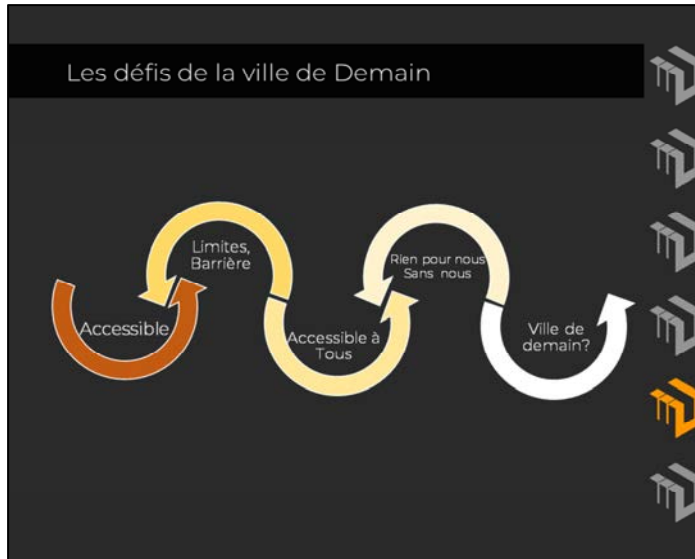 Les défis de la ville de Demain
Accessible
Limites,
Barrière
Accessible à
Tous
Rien pour nous
Sans nous
Ville de
demain?